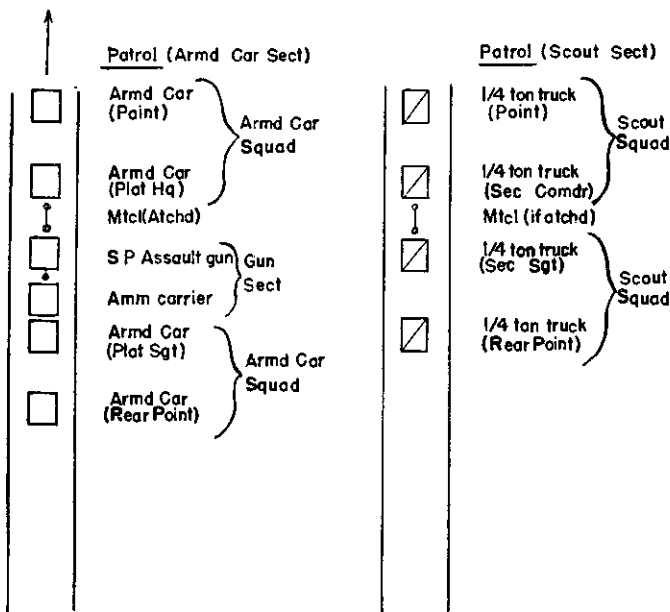 Patrol (Armd Car Sect)
Armd Car
(Point)
Armd Car
Squad
Armd Car
(Plat Hq)
Mtcl(Atchd)
S P Assault gun
Gun
Sect
Amm carrier
Armd Car
(Plat Sgt)
Armd Car
Squad
Armd Car
(Rear Point)
Patrol (Scout Sect)
1/4 ton truck
(Point)
Scout
Squad
1/4 ton truck
(Sec Comdr)
Mtcl (if atchd)
1/4 ton truck
(Sec Sgt)
Scout
Squad
1/4 ton truck
(Rear Point)